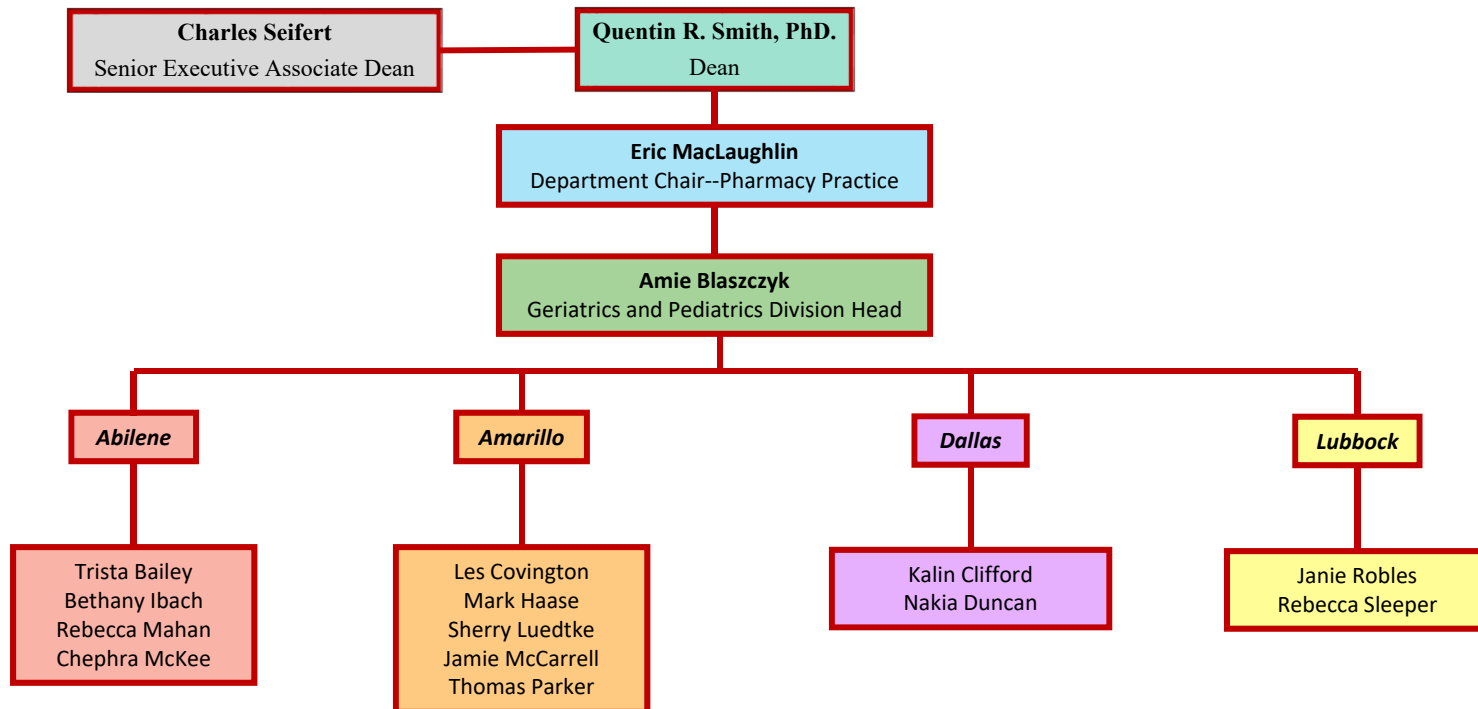 Charles Seifert
Senior Executive Associate Dean
Quentin R. Smith, PhD.
Dean
Eric MacLaughlin
Department Chair--Pharmacy Practice
Amie Blaszczyk
Geriatrics and Pediatrics Division Head
Abilene
Amarillo
Dallas
Lubbock
Trista Bailey
Bethany Ibach
Rebecca Mahan
Chephra McKee
Les Covington
Mark Haase
Sherry Luedtke
Jamie McCarrell
Thomas Parker
Kalin Clifford
Nakia Duncan
Janie Robles
Rebecca Sleeper